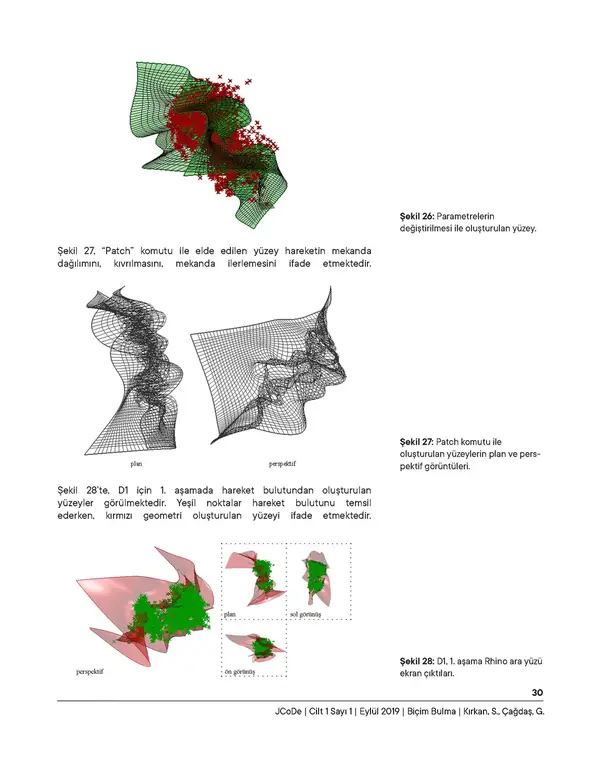 Şekil 26: Parametrelerin
değiştirilmesi ile oluşturulan yüzey.
Şekil 27, “Patch” komutu ile elde edilen yüzey hareketin mekanda
dağılımını, kıvrılmasını, mekanda ilerlemesini ifade etmektedir.
plan
perspektif
Şekil 27: Patch komutu ile
oluşturulan yüzeylerin plan ve pers-
pektif görüntüleri.
Şekil 28’te, D1 için 1. aşamada hareket bulutundan oluşturulan
yüzeyler görülmektedir. Yeşil noktalar hareket bulutunu temsil
ederken, kırmızı geometri oluşturulan yüzeyi ifade etmektedir.
plan
sol görünüş
perspektif
ön görünüş
Şekil 28: D1, 1. aşama Rhino ara yüzü
ekran çıktıları.
30
JCoDe | Cilt 1 Sayı 1 | Eylül 2019 | Biçim Bulma | Kırkan, S., Çağdaş, G.